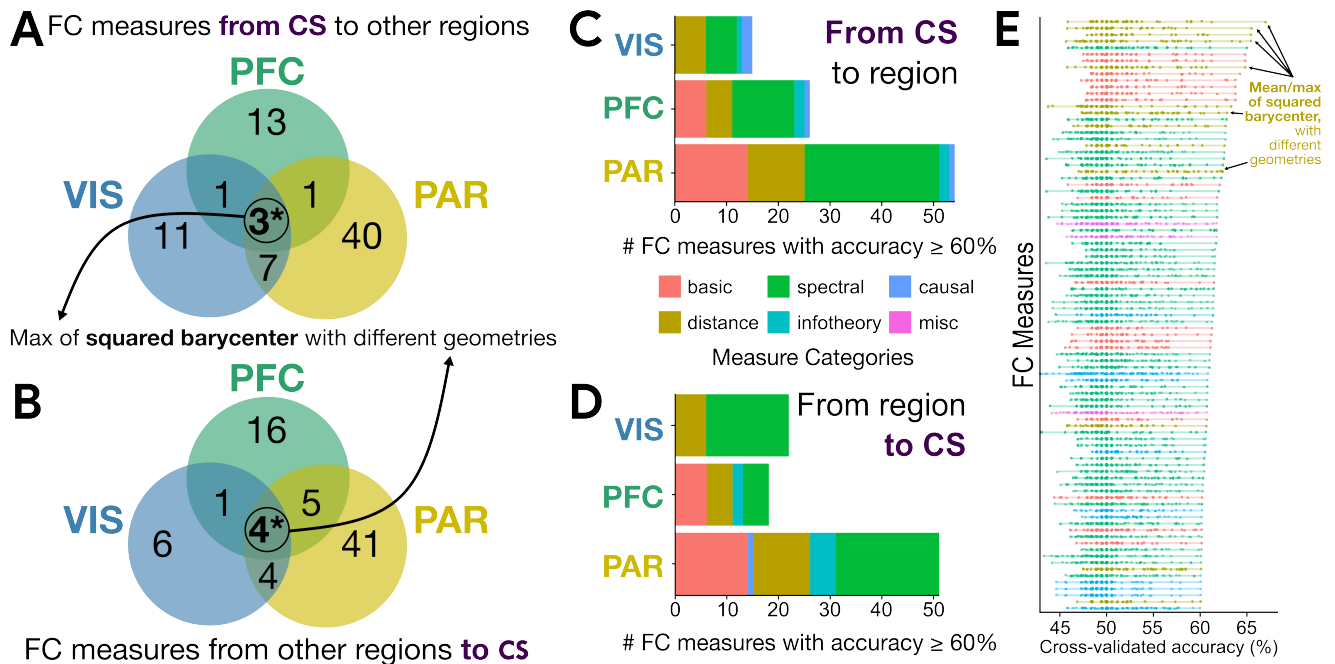 A FC measures from CS to other regions
PFC
13
VIS
1
1
PAR
3*
11
40
7
Max of squared barycenter with different geometries
B
PFC
16
VIS
1
5
PAR
4*
6
41
4
FC measures from other regions to CS
C
From CS
to region
VIS
PFC
PAR
0 10 20 30 40 50
# FC measures with accuracy ≥ 60%
basic spectral causal
distance infotheory misc
Measure Categories
D
From region
to CS
VIS
PFC
PAR
0 10 20 30 40 50
# FC measures with accuracy ≥ 60%
E
Mean/max
of squared
barycenter,
with
different
geometries
FC Measures
45 50 55 60 65
Cross-validated accuracy (%)